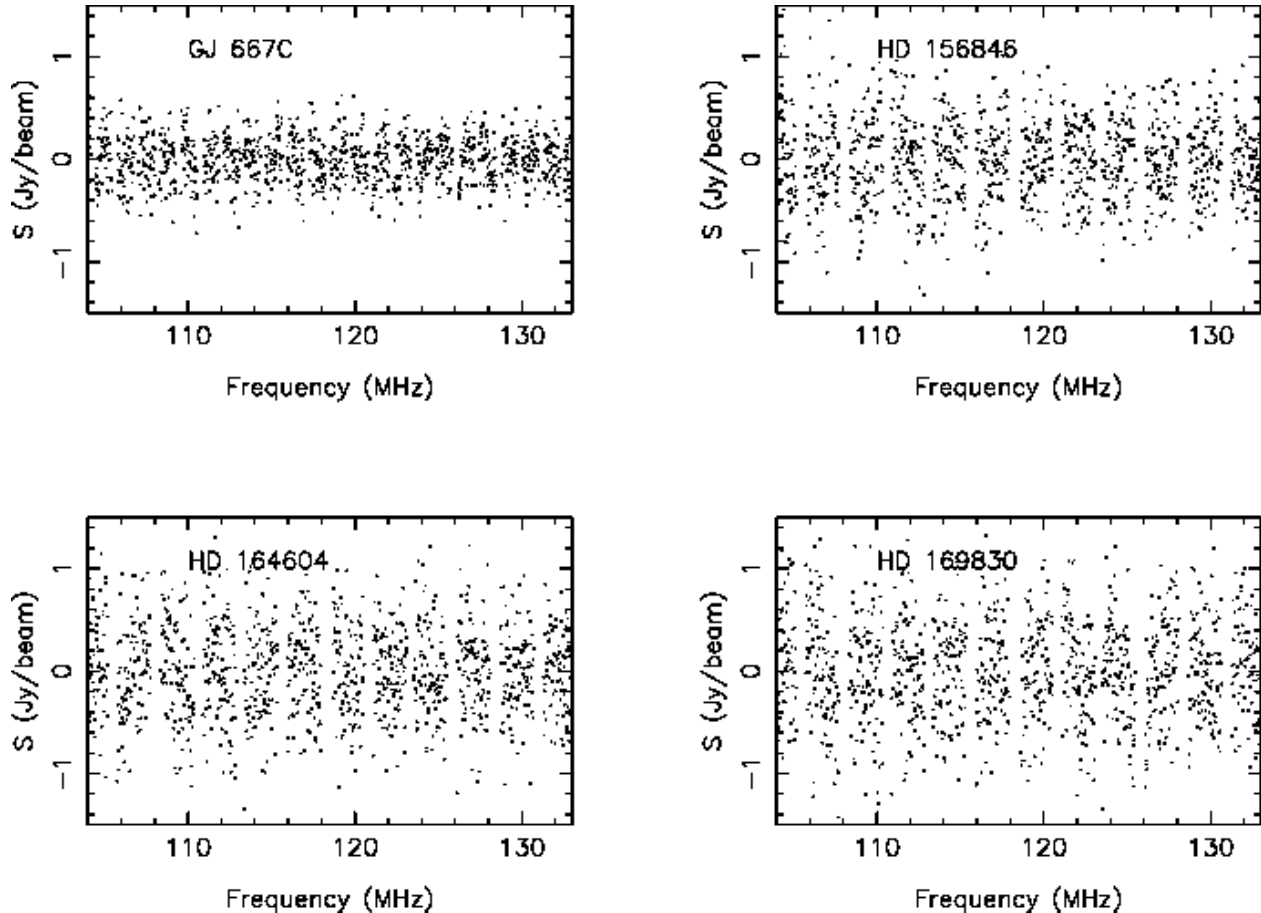 GJ 667C
S (Jy/beam)
1
0
−1
110 120 130
Frequency (MHz)
HD 156846
S (Jy/beam)
1
0
−1
110 120 130
Frequency (MHz)
HD 164604
S (Jy/beam)
1
0
−1
110 120 130
Frequency (MHz)
HD 169830
S (Jy/beam)
1
0
−1
110 120 130
Frequency (MHz)